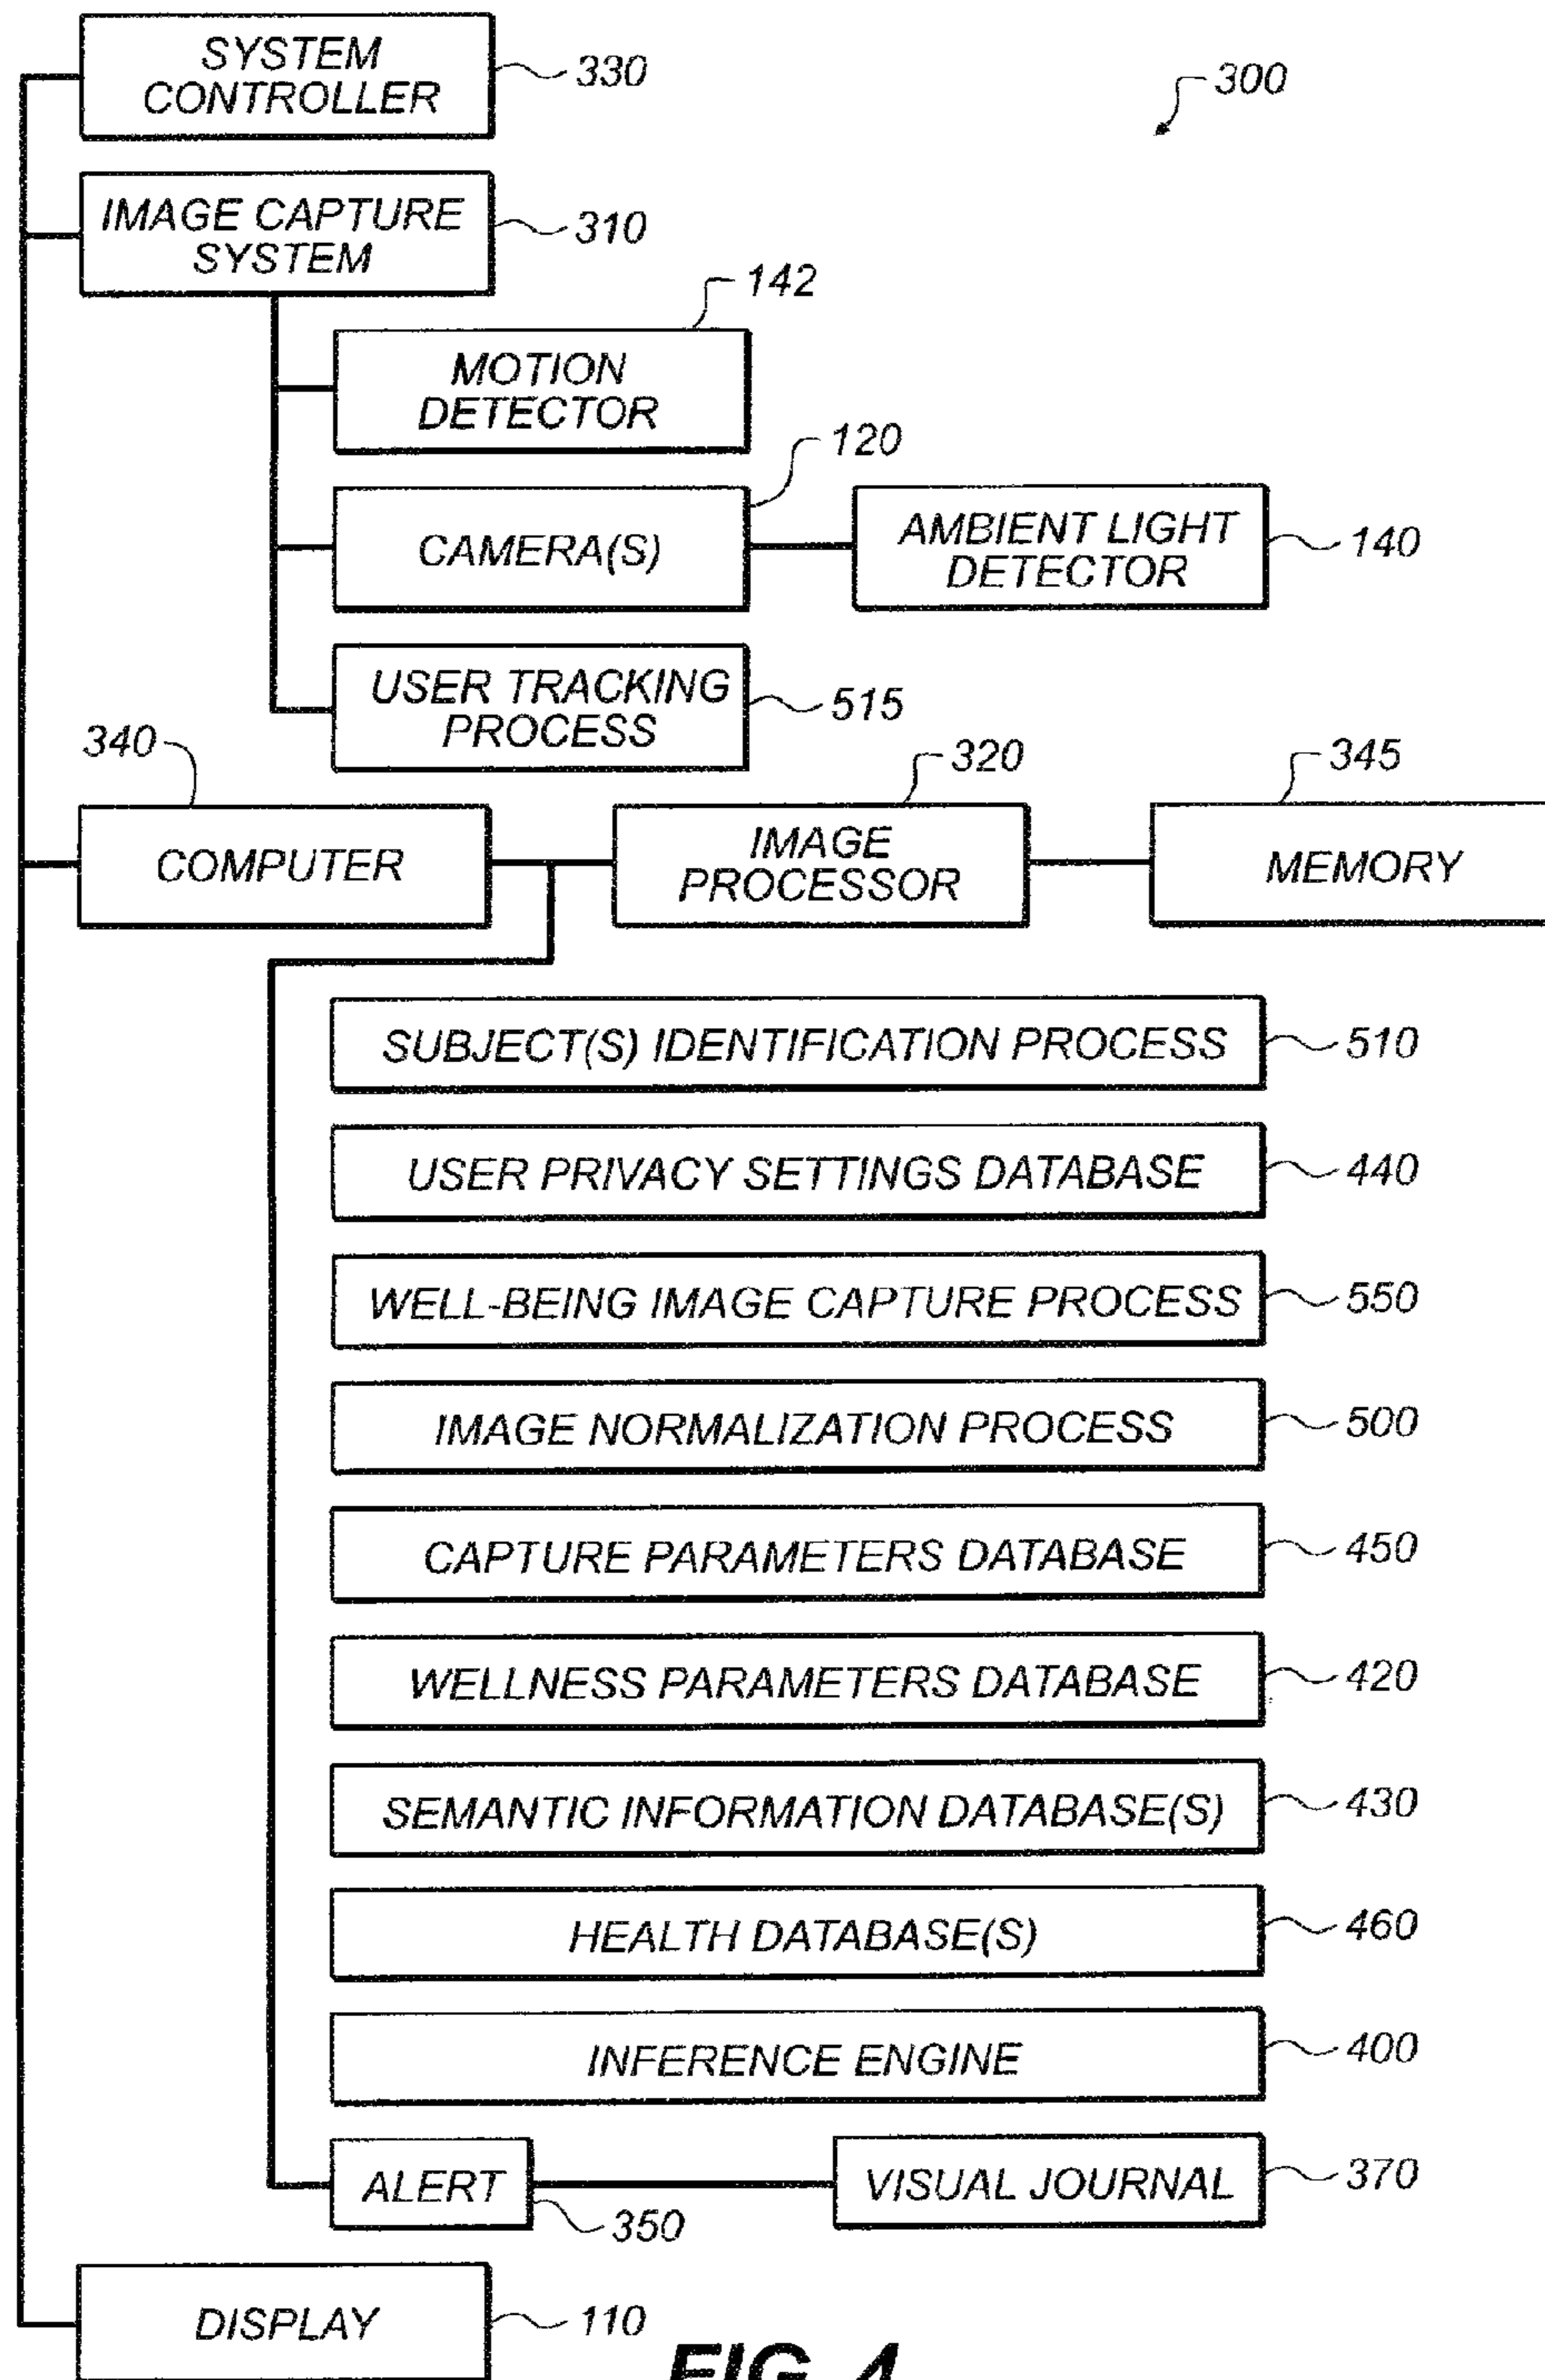 SYSTEM
CONTROLLER
330
300
IMAGE CAPTURE
SYSTEM
310
142
MOTION
DETECTOR
120
CAMERA(S)
AMBIENT LIGHT
DETECTOR
140
USER TRACKING
PROCESS
515
340
COMPUTER
320
IMAGE
PROCESSOR
345
MEMORY
SUBJECT(S) IDENTIFICATION PROCESS
510
USER PRIVACY SETTINGS DATABASE
440
WELL-BEING IMAGE CAPTURE PROCESS
550
IMAGE NORMALIZATION PROCESS
500
CAPTURE PARAMETERS DATABASE
450
WELLNESS PARAMETERS DATABASE
420
SEMANTIC INFORMATION DATABASE(S)
430
HEALTH DATABASE(S)
460
INFERENCE ENGINE
400
ALERT
350
VISUAL JOURNAL
370
DISPLAY
110
FIG. 4